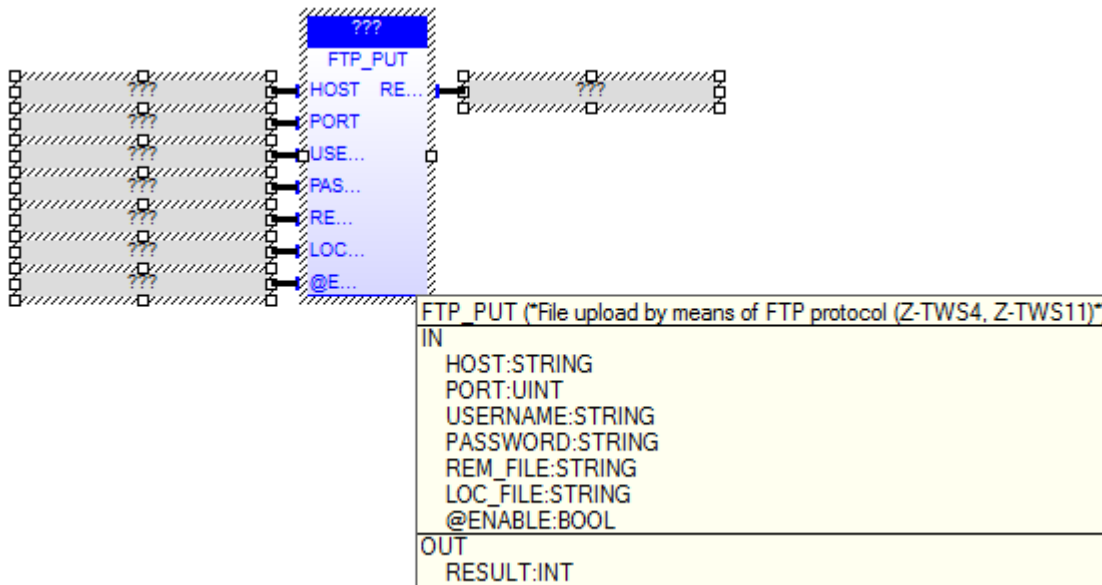 ???
FTP_PUT
??? HOST RE... ???
??? PORT
??? USE...
??? PAS...
??? RE...
??? LOC...
??? @E...
FTP_PUT (*File upload by means of FTP protocol (Z-TWS4, Z-TWS11)*)
IN
HOST:STRING
PORT:UINT
USERNAME:STRING
PASSWORD:STRING
REM_FILE:STRING
LOC_FILE:STRING
@ENABLE:BOOL
OUT
RESULT:INT